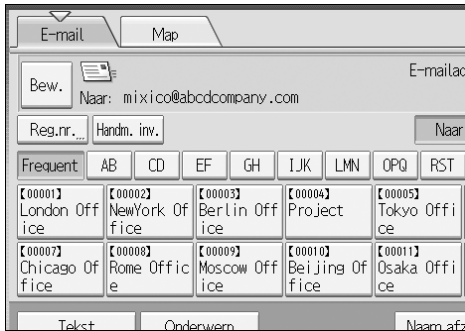 E-mail Map
Bew. E-mailad
Naar: mixico@abcdcompany.com
Reg.nr. Handm. inv. Naar
Frequent AB CD EF GH IJK LMN OPQ RST
【00001】 【00002】 【00003】 【00004】 【00005】
London Off NewYork Of Berlin Off Project Tokyo Offi
ice ffice ice ce
【00007】 【00008】 【00009】 【00010】 【00011】
Chicago Of Rome Offic Moscow Off Beijing Of Osaka Offi
fice e ice fice ce
Tekst Onderwerp Naam afz